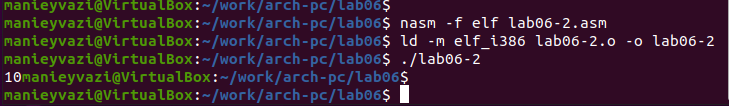 manieyvazi@VirtualBox:~/work/arch-pc/lab06$
manieyvazi@VirtualBox:~/work/arch-pc/lab06$ nasm -f elf lab06-2.asm
manieyvazi@VirtualBox:~/work/arch-pc/lab06$ ld -m elf_i386 lab06-2.o -o lab06-2
manieyvazi@VirtualBox:~/work/arch-pc/lab06$ ./lab06-2
10manieyvazi@VirtualBox:~/work/arch-pc/lab06$
manieyvazi@VirtualBox:~/work/arch-pc/lab06$